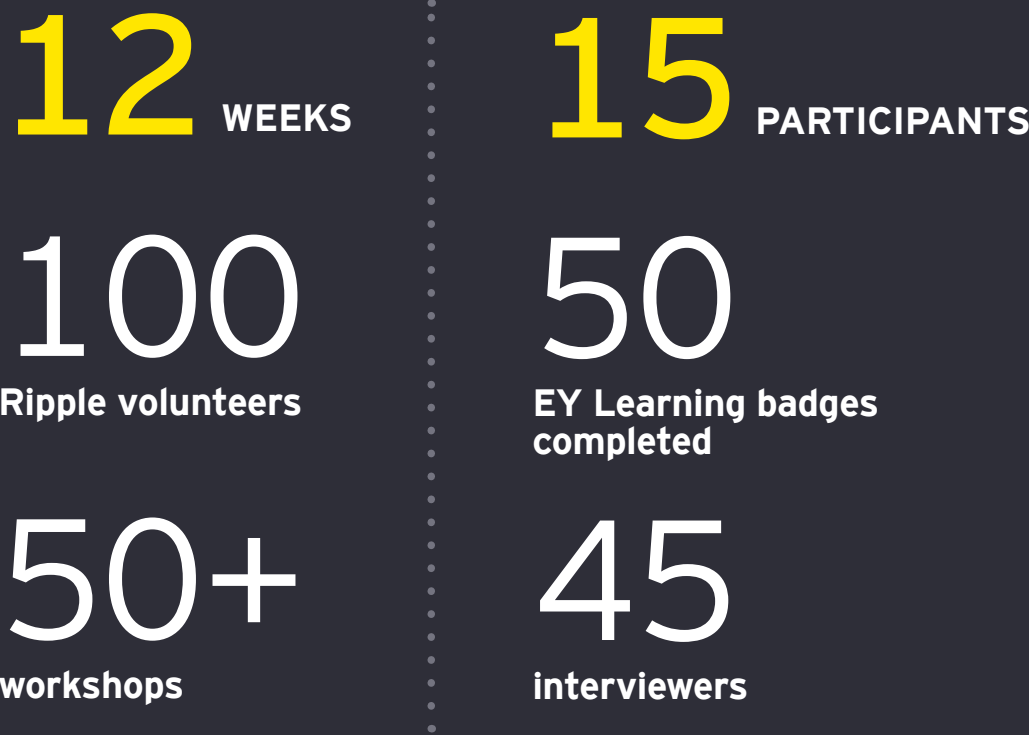 12 WEEKS
15 PARTICIPANTS
100
Ripple volunteers
50
EY Learning badges
completed
50+
workshops
45
interviewers